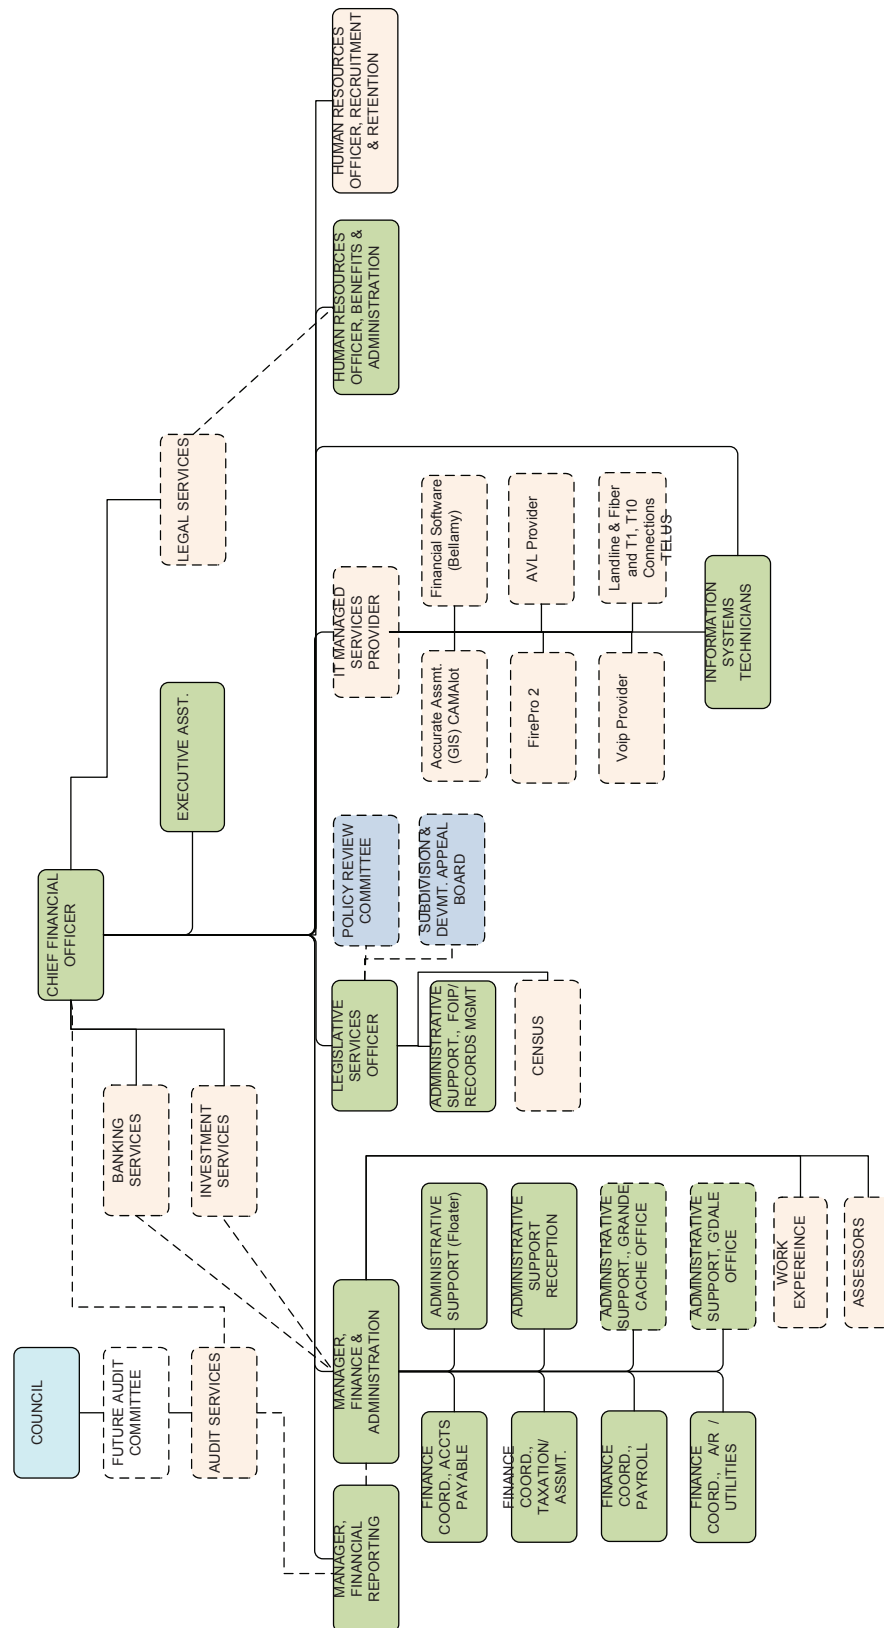 COUNCIL
FUTURE AUDIT
COMMITTEE
AUDIT SERVICES
BANKING
SERVICES
INVESTMENT
SERVICES
CHIEF FINANCIAL
OFFICER
EXECUTIVE ASST.
LEGAL SERVICES
MANAGER,
FINANCIAL
REPORTING
MANAGER,
FINANCE &
ADMINISTRATION
FINANCE
COORD., ACCTS
PAYABLE
ADMINISTRATIVE
SUPPORT (Floater)
FINANCE
COORD.,
TAXATION/
ASSMT.
ADMINISTRATIVE
SUPPORT
RECEPTION
FINANCE
COORD.,
PAYROLL
ADMINISTRATIVE
SUPPORT., GRANDE
CACHE OFFICE
FINANCE
COORD., A/R /
UTILITIES
ADMINISTRATIVE
SUPPORT, G'DALE
OFFICE
WORK
EXPEREINCE
ASSESSORS
LEGISLATIVE
SERVICES
OFFICER
POLICY REVIEW
COMMITTEE
SUBDIVISION &
DEVMT. APPEAL
BOARD
ADMINISTRATIVE
SUPPORT., FOIP/
RECORDS MGMT
CENSUS
IT MANAGED
SERVICES
PROVIDER
Accurate Assmt.
(GIS) CAMAlot
Financial Software
(Bellamy)
FirePro 2
AVL Provider
Voip Provider
Landline & Fiber
and T1, T10
Connections
TELUS
INFORMATION
SYSTEMS
TECHNICIANS
HUMAN RESOURCES
OFFICER, BENEFITS &
ADMINISTRATION
HUMAN RESOURCES
OFFICER, RECRUITMENT
& RETENTION